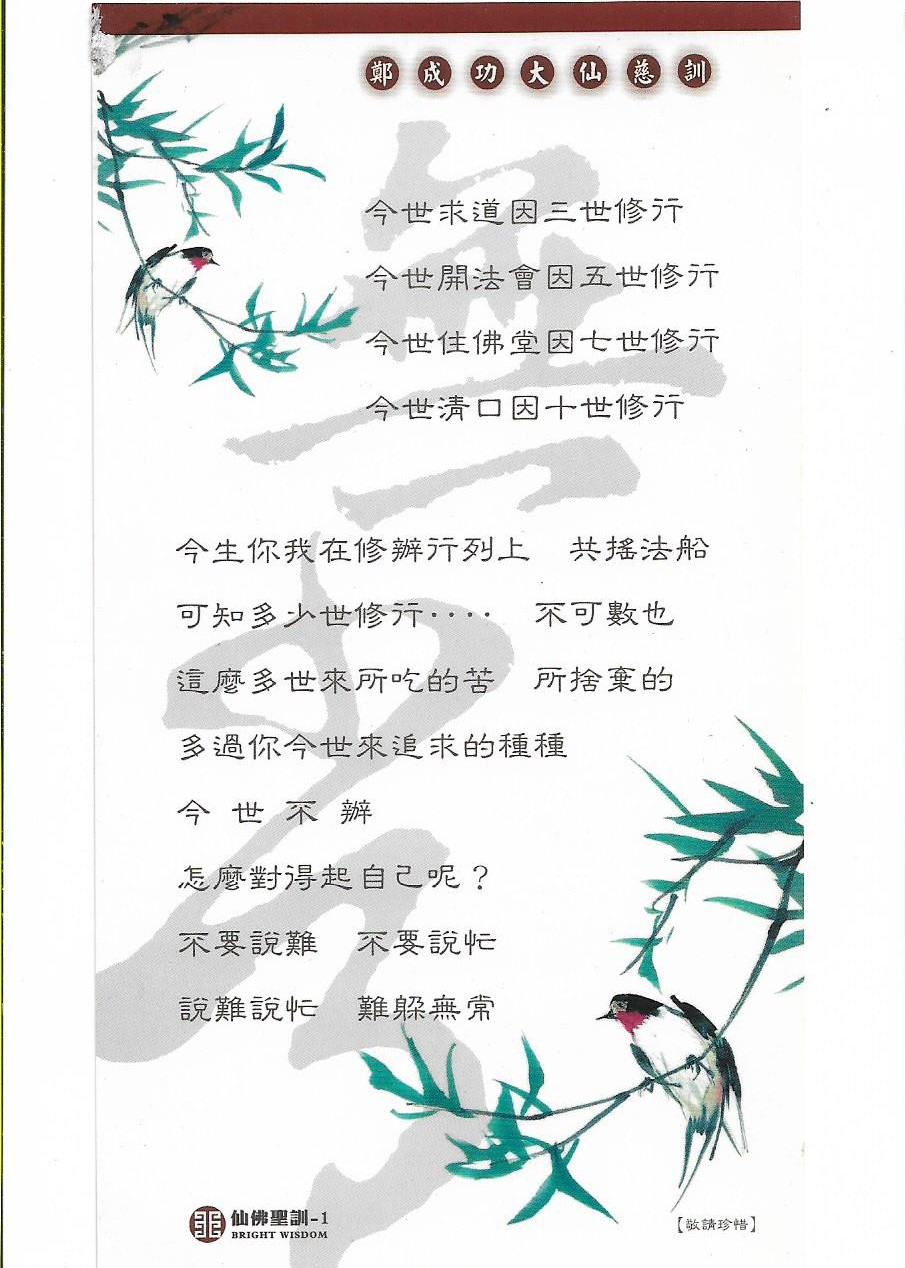 鄭成功大仙慈訓
今世求道因三世修行
今世開法會因五世修行
今世住佛堂因七世修行
今世清口因十世修行
今生你我在修辦行列上 共搖法船
可知多少世修行‥‥ 不可數也
這麼多世來所吃的苦 所捨棄的
多過你今世來追求的種種
今世不辦
怎麼對得起自己呢？
不要說難 不要說忙
說難說忙 難躲無常
仙佛聖訓-1
BRIGHT WISDOM
【敬請珍惜】